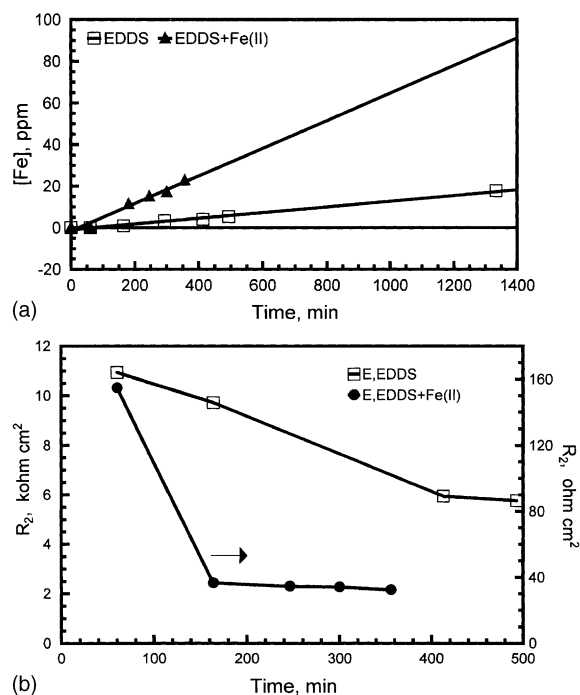 100
80
60
40
20
0
-20
EDDS
EDDS+Fe(II)
[Fe], ppm
0 200 400 600 800 1000 1200 1400
Time, min
(a)
12
10
8
6
4
2
0
R2, kohm cm2
E,EDDS
E,EDDS+Fe(II)
160
120
80
40
0
R2, ohm cm2
0 100 200 300 400 500
Time, min
(b)